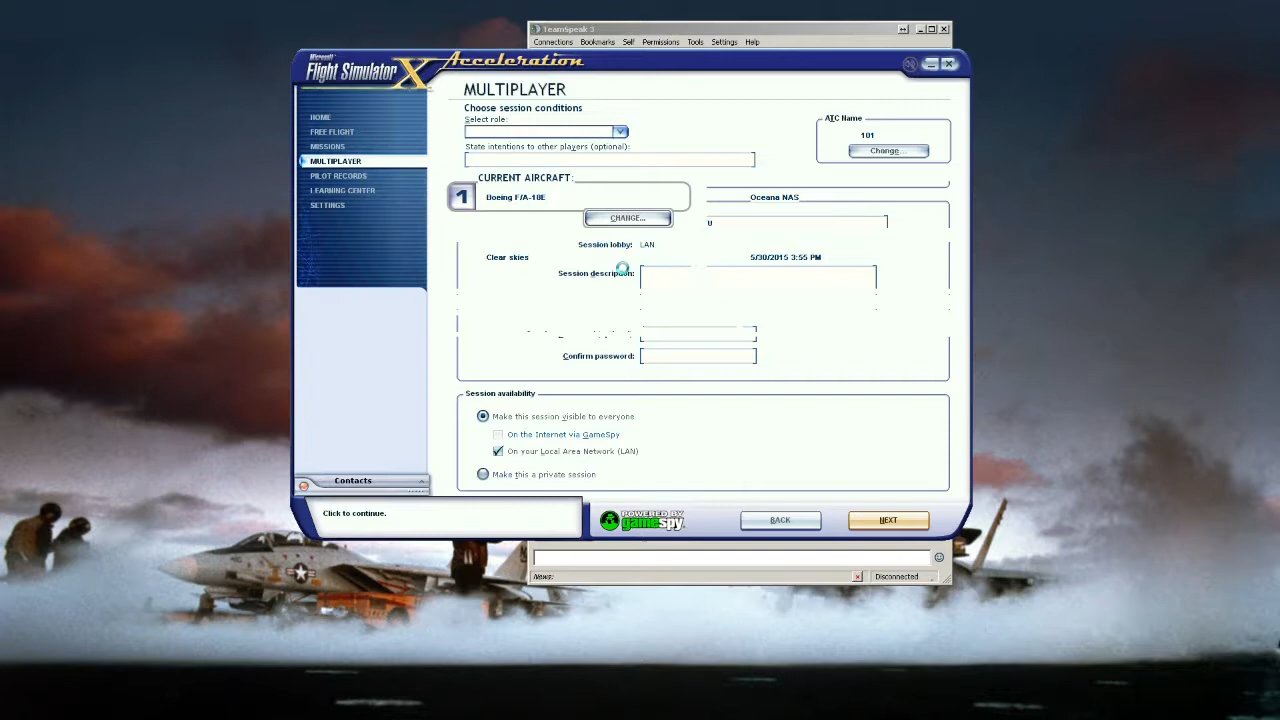 TeamSpeak 3
Connections Bookmarks Self Permissions Tools Settings Help
Microsoft
Flight Simulator X Acceleration
HOME
FREE FLIGHT
MISSIONS
MULTIPLAYER
PILOT RECORDS
LEARNING CENTER
SETTINGS
MULTIPLAYER
Choose session conditions
Select role:
State intentions to other players (optional):
ATC Name
101
Change...
CURRENT AIRCRAFT:
1
Boeing F/A-18E
CHANGE...
Oceana NAS
Session lobby: LAN
Clear skies
5/30/2015 3:55 PM
Session description:
Confirm password:
Session availability
Make this session visible to everyone
On the Internet via GameSpy
On your Local Area Network (LAN)
Make this a private session
Contacts
Click to continue.
POWERED BY
gamespy
BACK
NEXT
News:
Disconnected